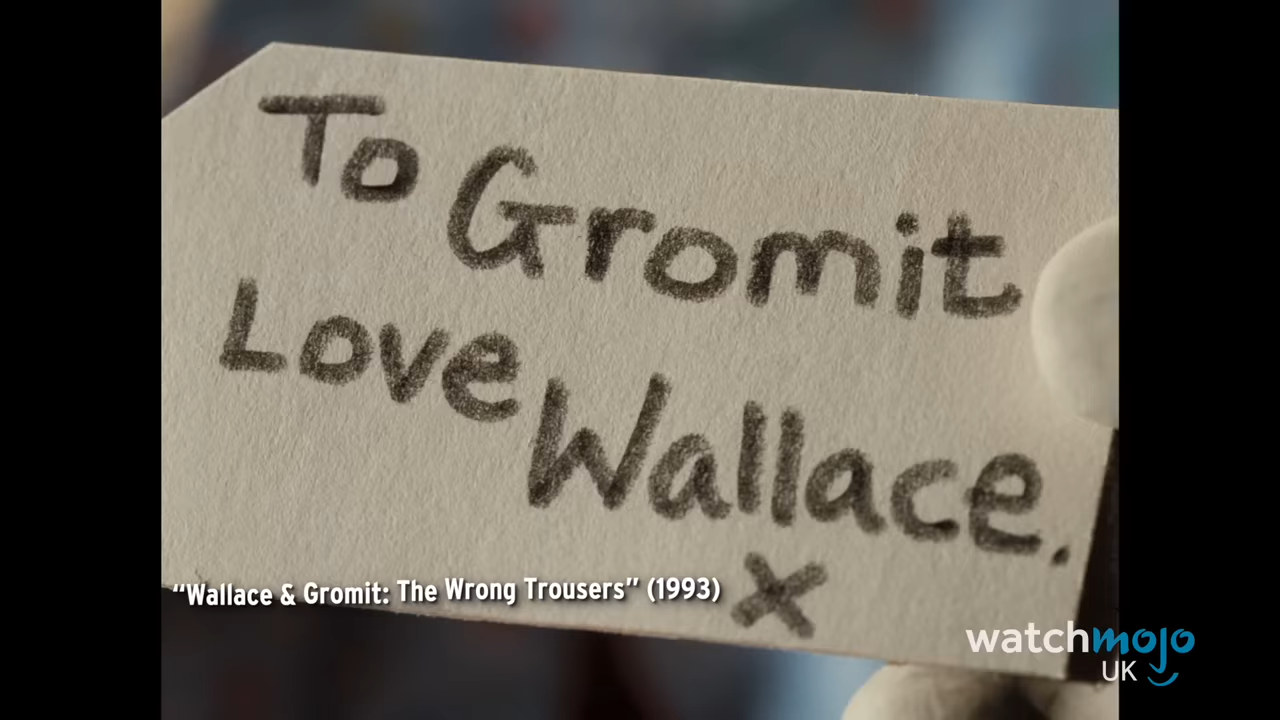 To Gromit
Love Wallace.
x
“Wallace & Gromit: The Wrong Trousers” (1993)
watchmojo
UK